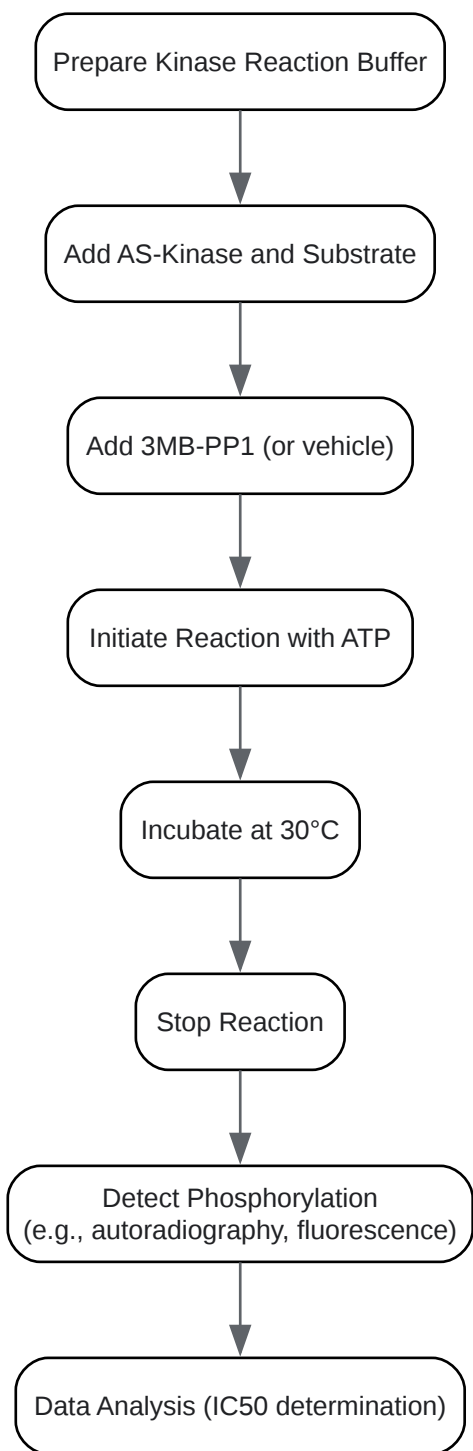 Prepare Kinase Reaction Buffer
Add AS-Kinase and Substrate
Add 3MB-PP1 (or vehicle)
Initiate Reaction with ATP
Incubate at 30°C
Stop Reaction
Detect Phosphorylation
(e.g., autoradiography, fluorescence)
Data Analysis (IC50 determination)